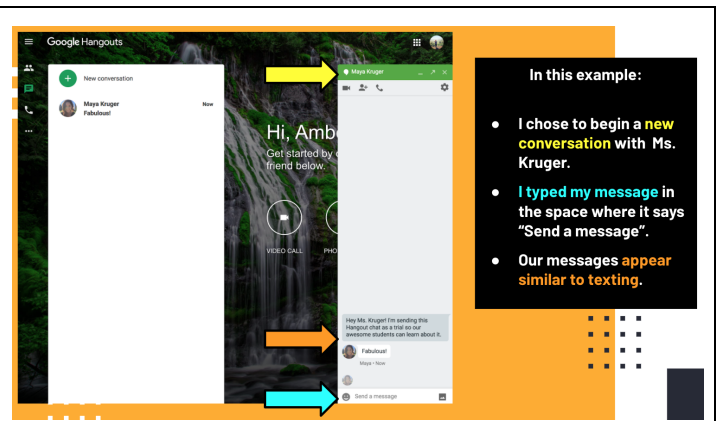 Google Hangouts
New conversation
Maya Kruger
Now
Fabulous!
Hi, Amb
Get started by
friend below.
VIDEO CALL
PHO
Maya Kruger
Hey Ms. Kruger! I'm sending this
Hangout chat as a trial so our
awesome students can learn about it.
Fabulous!
Maya • Now
Send a message
In this example:
● I chose to begin a new
conversation with Ms.
Kruger.
● I typed my message in
the space where it says
“Send a message”.
● Our messages appear
similar to texting.